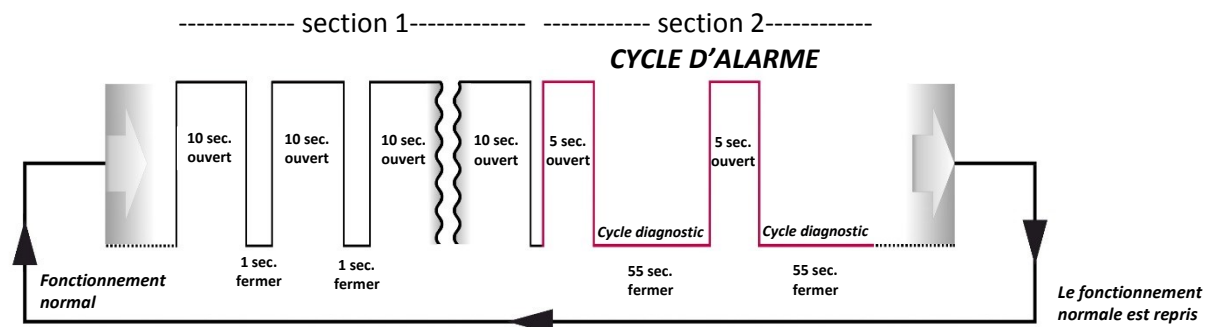 ------------- section 1 ------------- ------------- section 2-------------
CYCLE D'ALARME
10 sec.
ouvert
10 sec.
ouvert
10 sec.
ouvert
10 sec.
ouvert
5 sec.
ouvert
5 sec.
ouvert
Cycle diagnostic
Cycle diagnostic
1 sec.
fermer
1 sec.
fermer
55 sec.
fermer
55 sec.
fermer
Fonctionnement
normal
Le fonctionnement
normale est repris